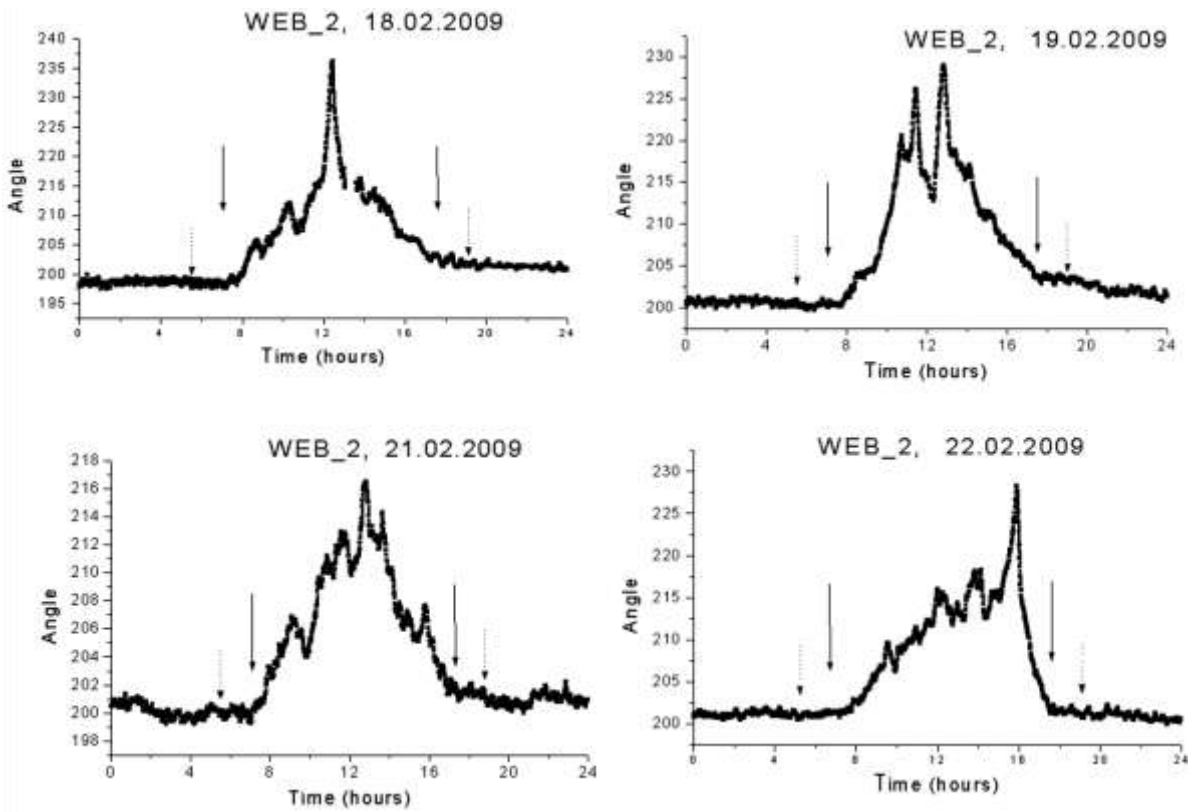 WEB_2, 18.02.2009
240
235
230
225
220
215
210
205
200
195
Angle
0 4 8 12 16 20 24
Time (hours)
WEB_2, 19.02.2009
230
225
220
215
210
205
200
Angle
0 4 8 12 16 20 24
Time (hours)
WEB_2, 21.02.2009
218
216
214
212
210
208
206
204
202
200
198
Angle
0 4 8 12 16 20 24
Time (hours)
WEB_2, 22.02.2009
230
225
220
215
210
205
200
Angle
0 4 8 12 16 20 24
Time (hours)